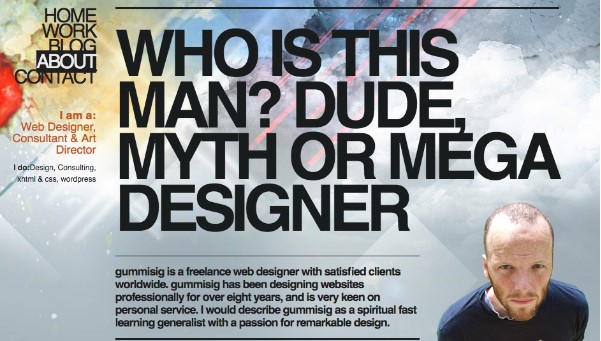 HOME
WORK
BLOG
ABOUT
CONTACT
I am a:
Web Designer,
Consultant & Art
Director
I do:Design, Consulting,
xhtml & css, wordpress
WHO IS THIS
MAN? DUDE,
MYTH OR MEGA
DESIGNER
gummisig is a freelance web designer with satisfied clients
worldwide. gummisig has been designing websites
professionally for over eight years, and is very keen on
personal service. I would describe gummisig as a spiritual fast
learning generalist with a passion for remarkable design.